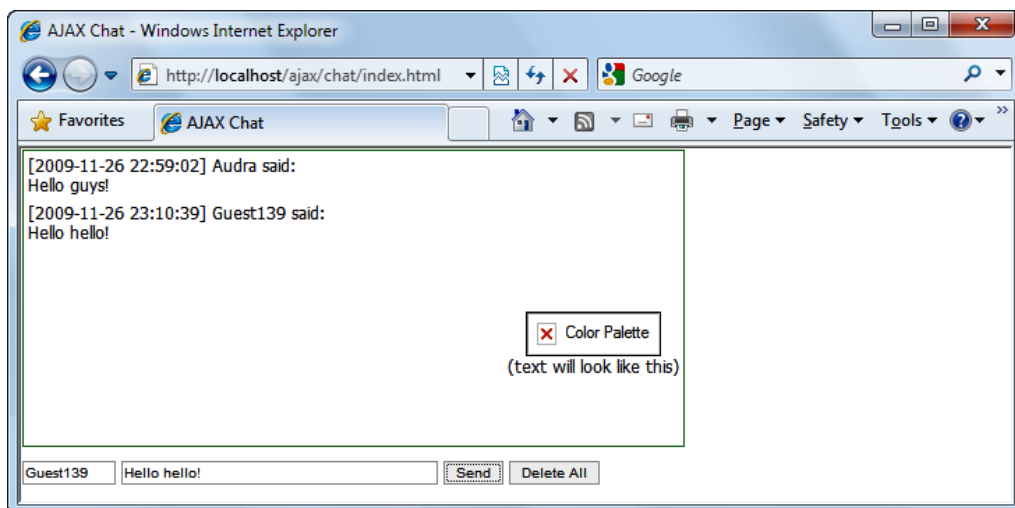 AJAX Chat - Windows Internet Explorer
http://localhost/ajax/chat/index.html
Google
Favorites
AJAX Chat
Page
Safety
Tools
[2009-11-26 22:59:02] Audra said:
Hello guys!
[2009-11-26 23:10:39] Guest139 said:
Hello hello!
Color Palette
(text will look like this)
Guest139
Hello hello!
Send
Delete All